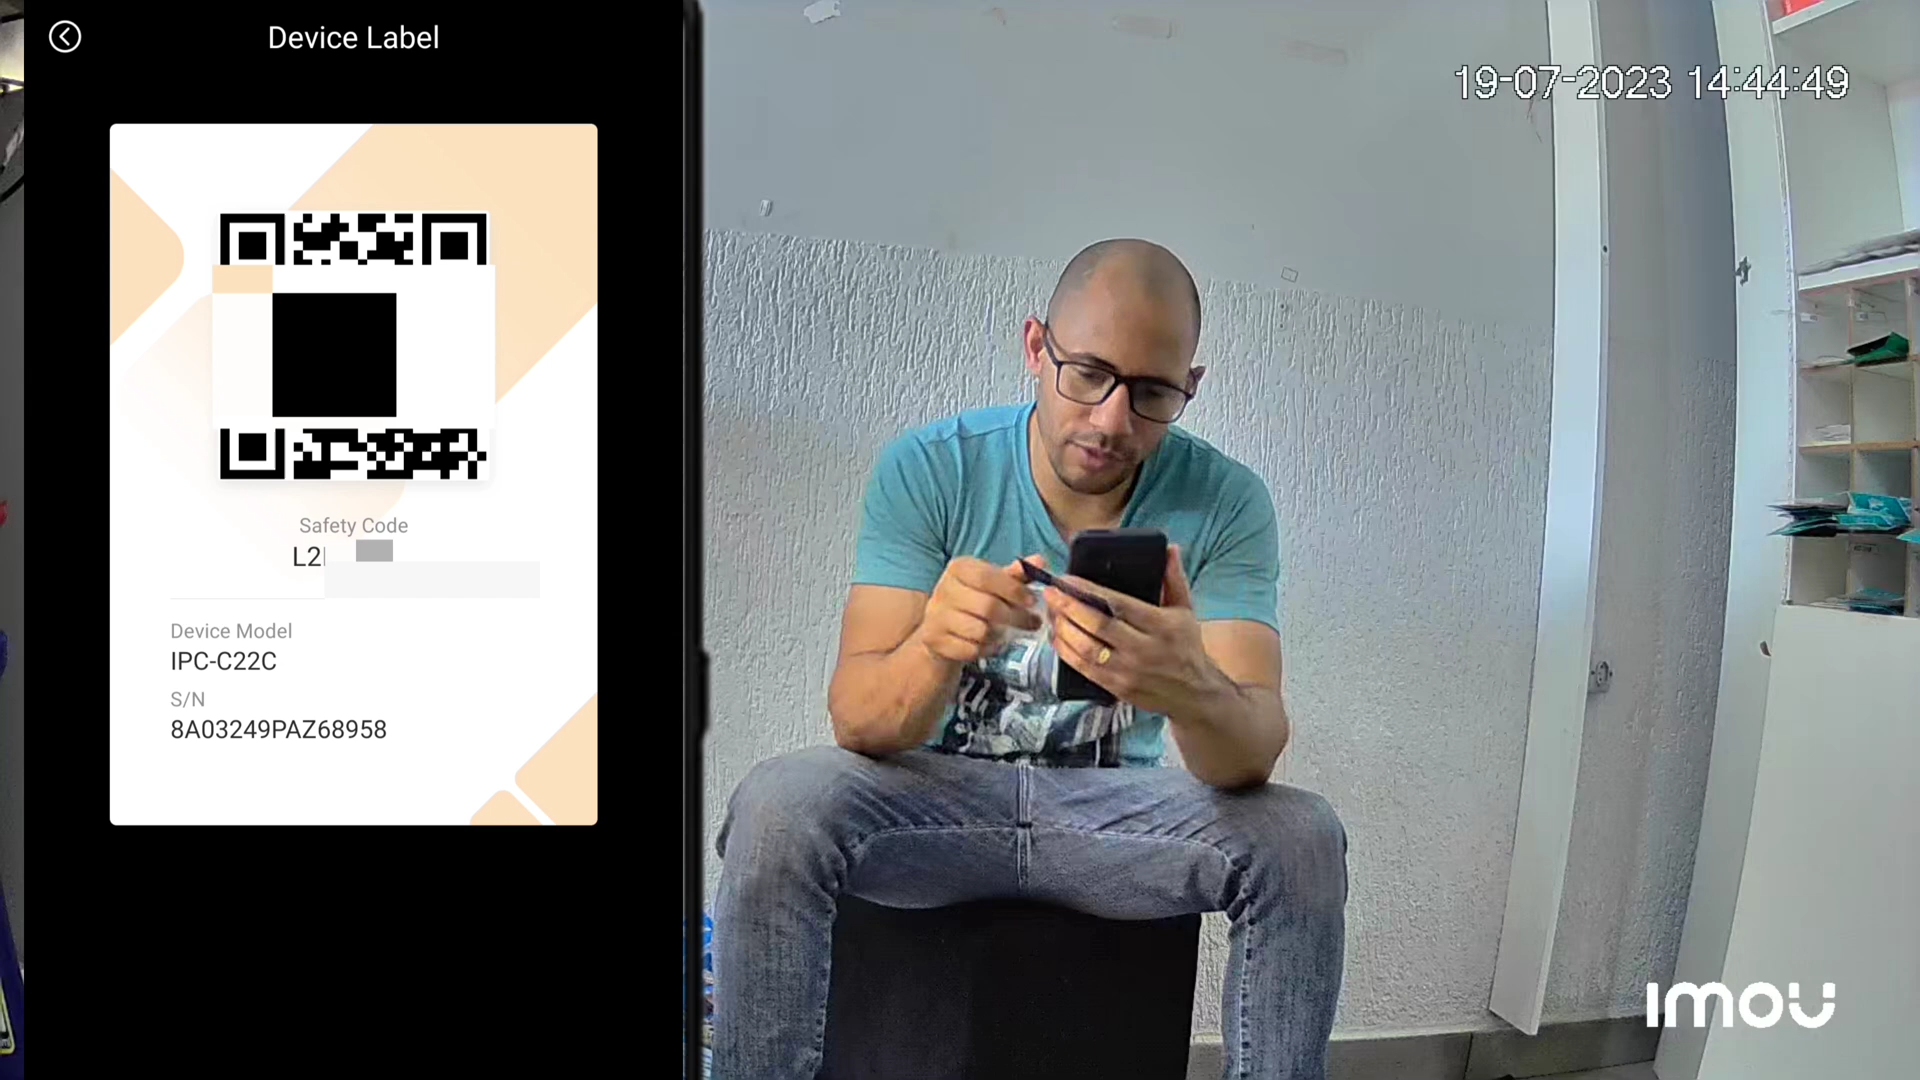 Device Label
Safety Code
L2
Device Model
IPC-C22C
S/N
8A03249PAZ68958
19-07-2023 14:44:49
imou